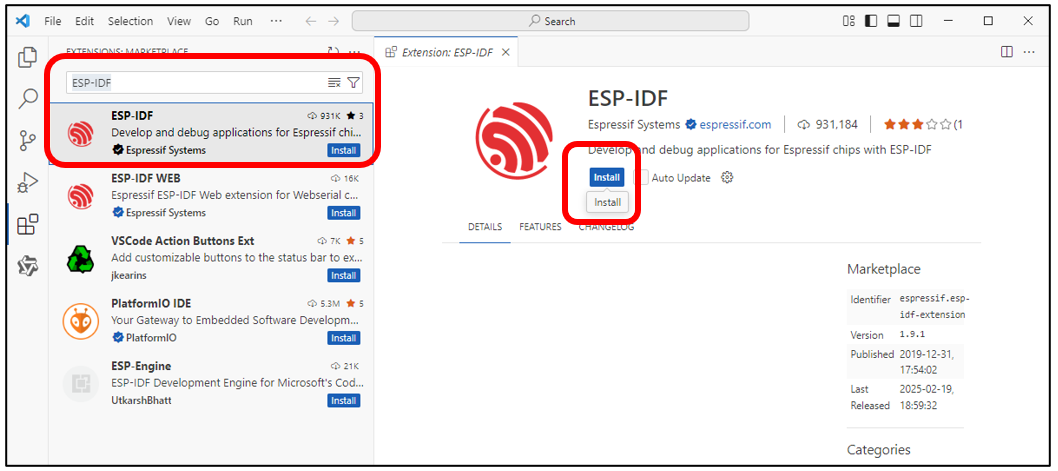 File Edit Selection View Go Run ···
Search
EXTENSIONS: MARKETPLACE
ESP-IDF
ESP-IDF 931K 3
Develop and debug applications for Espressif chi...
Espressif Systems Install
ESP-IDF WEB 16K
Espressif ESP-IDF Web extension for Webserial c...
Espressif Systems Install
VSCode Action Buttons Ext 7K 5
Add customizable buttons to the status bar to ex...
jkearins Install
PlatformIO IDE 5.3M 5
Your Gateway to Embedded Software Developm...
PlatformIO Install
ESP-Engine 21K
ESP-IDF Development Engine for Microsoft's Cod...
UtkarshBhatt Install
Extension: ESP-IDF
ESP-IDF
Espressif Systems espressif.com 931,184 (1
Develop and debug applications for Espressif chips with ESP-IDF
Install Auto Update
Install
DETAILS FEATURES CHANGELOG
Marketplace
Identifier espressif.esp-
idf-extension
Version 1.9.1
Published 2019-12-31,
17:54:02
Last 2025-02-19,
Released 18:59:32
Categories